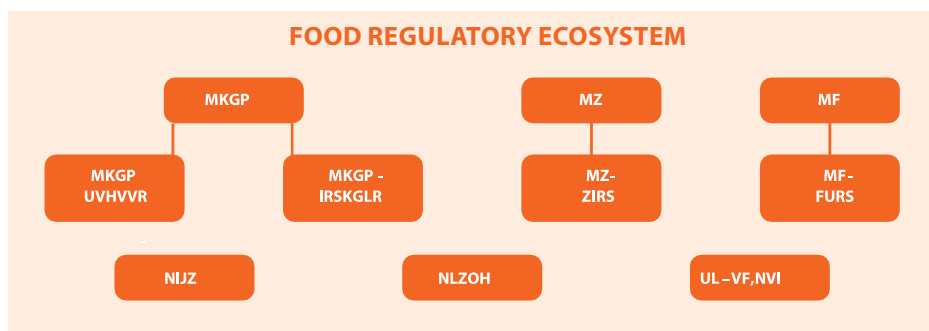 FOOD REGULATORY ECOSYSTEM
MKGP
MZ
MF
MKGP
UVHVVR
MKGP -
IRSKGLR
MZ-
ZIRS
MF-
FURS
NIJZ
NLZOH
UL–VF,NVI